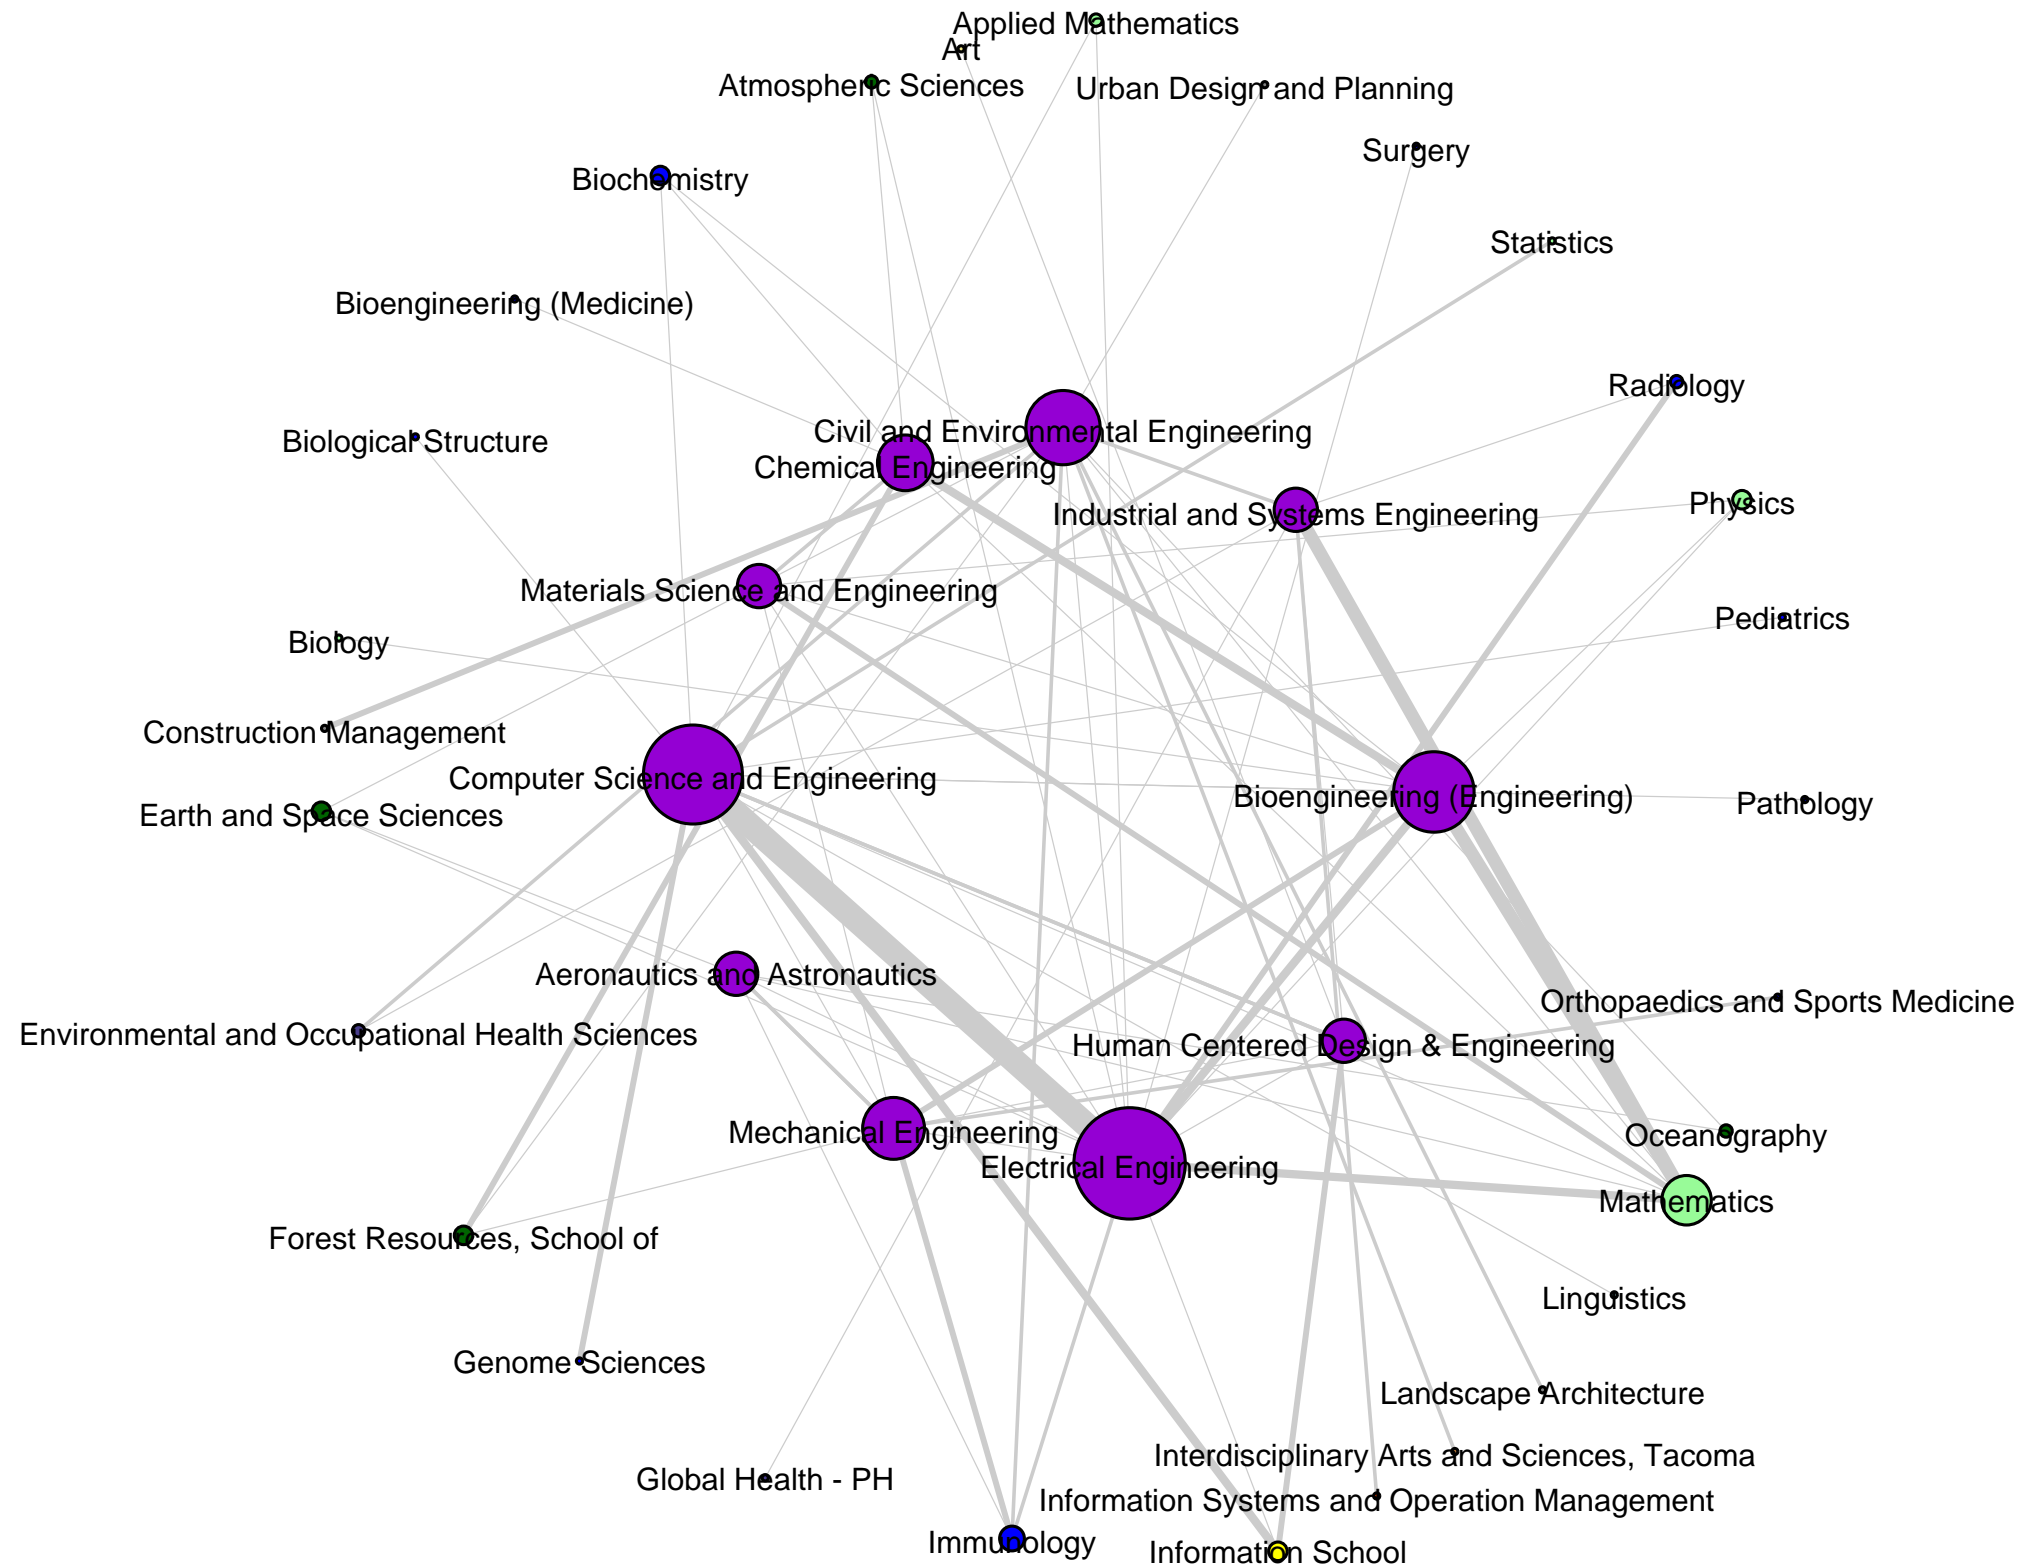 Applied Mathematics
Art
Atmospheric Sciences
Urban Design and Planning
Surgery
Biochemistry
Statistics
Bioengineering (Medicine)
Radiology
Civil and Environmental Engineering
Biological Structure
Chemical Engineering
Physics
Industrial and Systems Engineering
Materials Science and Engineering
Pediatrics
Biology
Construction Management
Computer Science and Engineering
Bioengineering (Engineering)
Pathology
Earth and Space Sciences
Aeronautics and Astronautics
Orthopaedics and Sports Medicine
Environmental and Occupational Health Sciences
Human Centered Design & Engineering
Mechanical Engineering
Oceanography
Electrical Engineering
Mathematics
Forest Resources, School of
Linguistics
Genome Sciences
Landscape Architecture
Interdisciplinary Arts and Sciences, Tacoma
Global Health - PH
Information Systems and Operation Management
Immunology
Information School